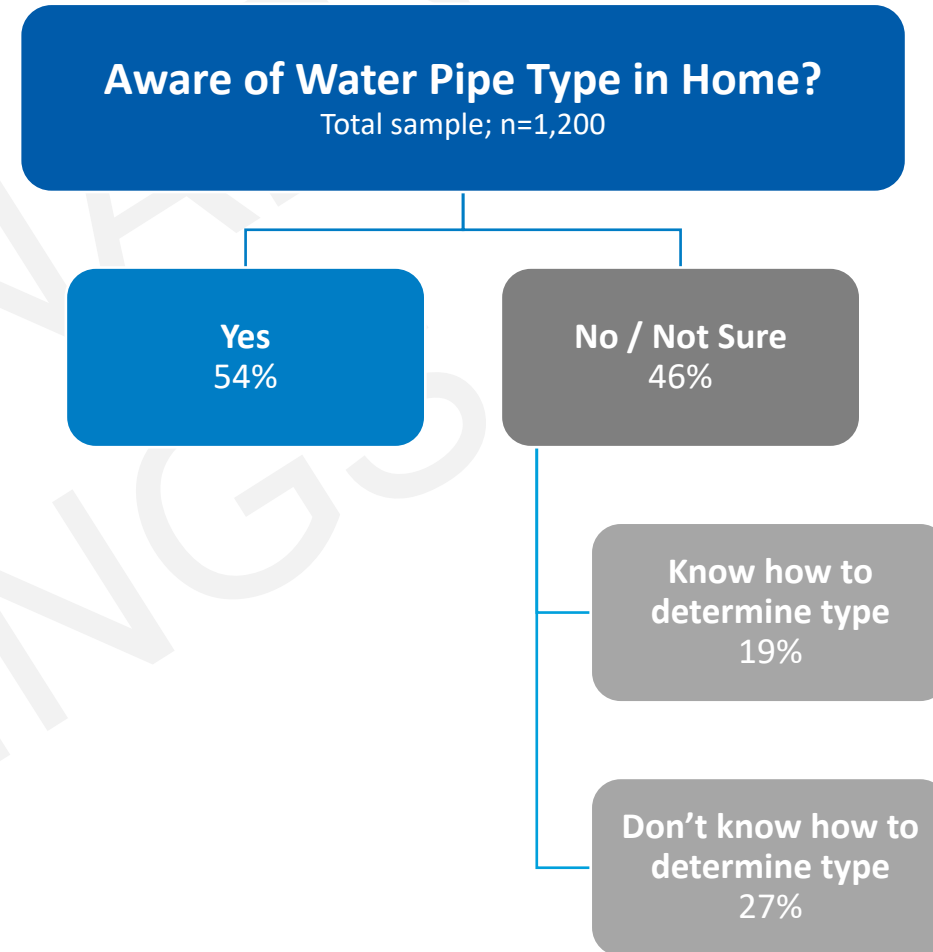 Aware of Water Pipe Type in Home?
Total sample; n=1,200
Yes
54%
No / Not Sure
46%
Know how to
determine type
19%
Don’t know how to
determine type
27%